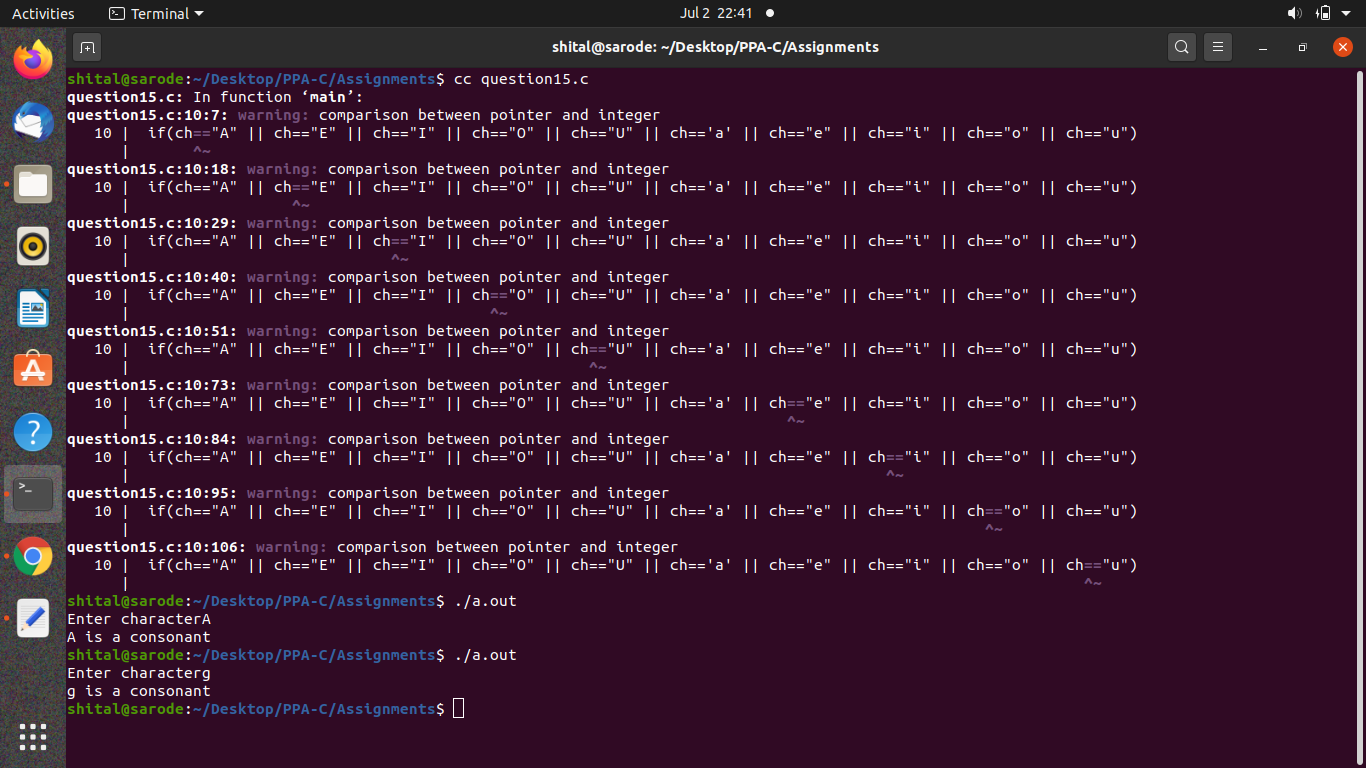 Activities Terminal Jul 2 22:41
shital@sarode: ~/Desktop/PPA-C/Assignments
shital@sarode:~/Desktop/PPA-C/Assignments$ cc question15.c
question15.c: In function ‘main’:
question15.c:10:7: warning: comparison between pointer and integer
10 | if(ch=="A" || ch=="E" || ch=="I" || ch=="O" || ch=="U" || ch=='a' || ch=="e" || ch=="i" || ch=="o" || ch=="u")
| ^~
question15.c:10:18: warning: comparison between pointer and integer
10 | if(ch=="A" || ch=="E" || ch=="I" || ch=="O" || ch=="U" || ch=='a' || ch=="e" || ch=="i" || ch=="o" || ch=="u")
| ^~
question15.c:10:29: warning: comparison between pointer and integer
10 | if(ch=="A" || ch=="E" || ch=="I" || ch=="O" || ch=="U" || ch=='a' || ch=="e" || ch=="i" || ch=="o" || ch=="u")
| ^~
question15.c:10:40: warning: comparison between pointer and integer
10 | if(ch=="A" || ch=="E" || ch=="I" || ch=="O" || ch=="U" || ch=='a' || ch=="e" || ch=="i" || ch=="o" || ch=="u")
| ^~
question15.c:10:51: warning: comparison between pointer and integer
10 | if(ch=="A" || ch=="E" || ch=="I" || ch=="O" || ch=="U" || ch=='a' || ch=="e" || ch=="i" || ch=="o" || ch=="u")
| ^~
question15.c:10:73: warning: comparison between pointer and integer
10 | if(ch=="A" || ch=="E" || ch=="I" || ch=="O" || ch=="U" || ch=='a' || ch=="e" || ch=="i" || ch=="o" || ch=="u")
| ^~
question15.c:10:84: warning: comparison between pointer and integer
10 | if(ch=="A" || ch=="E" || ch=="I" || ch=="O" || ch=="U" || ch=='a' || ch=="e" || ch=="i" || ch=="o" || ch=="u")
| ^~
question15.c:10:95: warning: comparison between pointer and integer
10 | if(ch=="A" || ch=="E" || ch=="I" || ch=="O" || ch=="U" || ch=='a' || ch=="e" || ch=="i" || ch=="o" || ch=="u")
| ^~
question15.c:10:106: warning: comparison between pointer and integer
10 | if(ch=="A" || ch=="E" || ch=="I" || ch=="O" || ch=="U" || ch=='a' || ch=="e" || ch=="i" || ch=="o" || ch=="u")
| ^~
shital@sarode:~/Desktop/PPA-C/Assignments$ ./a.out
Enter characterA
A is a consonant
shital@sarode:~/Desktop/PPA-C/Assignments$ ./a.out
Enter characterg
g is a consonant
shital@sarode:~/Desktop/PPA-C/Assignments$